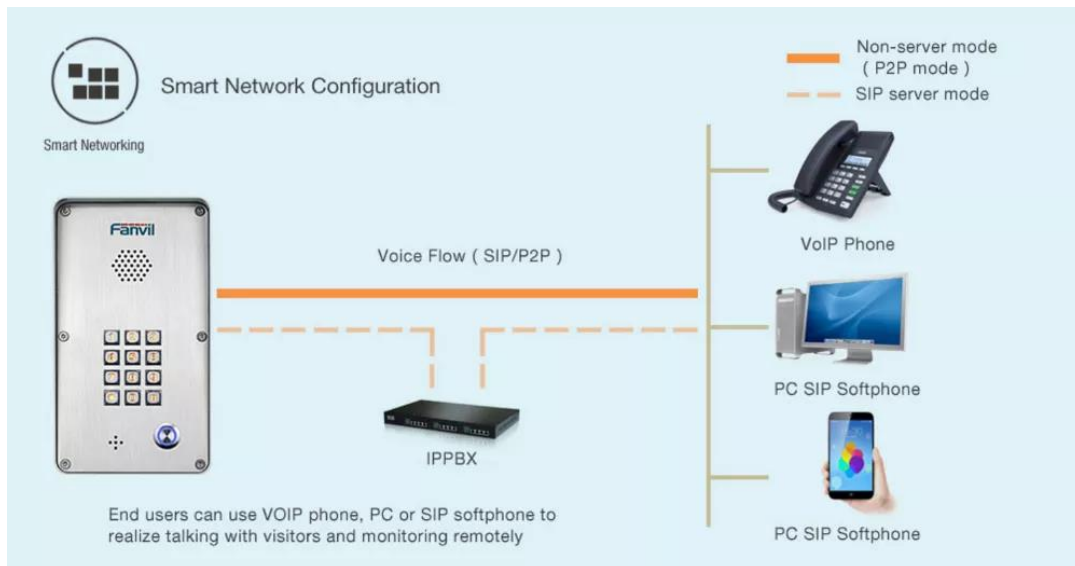 Smart Network Configuration
Smart Networking
Non-server mode
( P2P mode )
SIP server mode
Fanvil
Voice Flow ( SIP/P2P )
VoIP Phone
PC SIP Softphone
IPPBX
PC SIP Softphone
End users can use VOIP phone, PC or SIP softphone to
realize talking with visitors and monitoring remotely